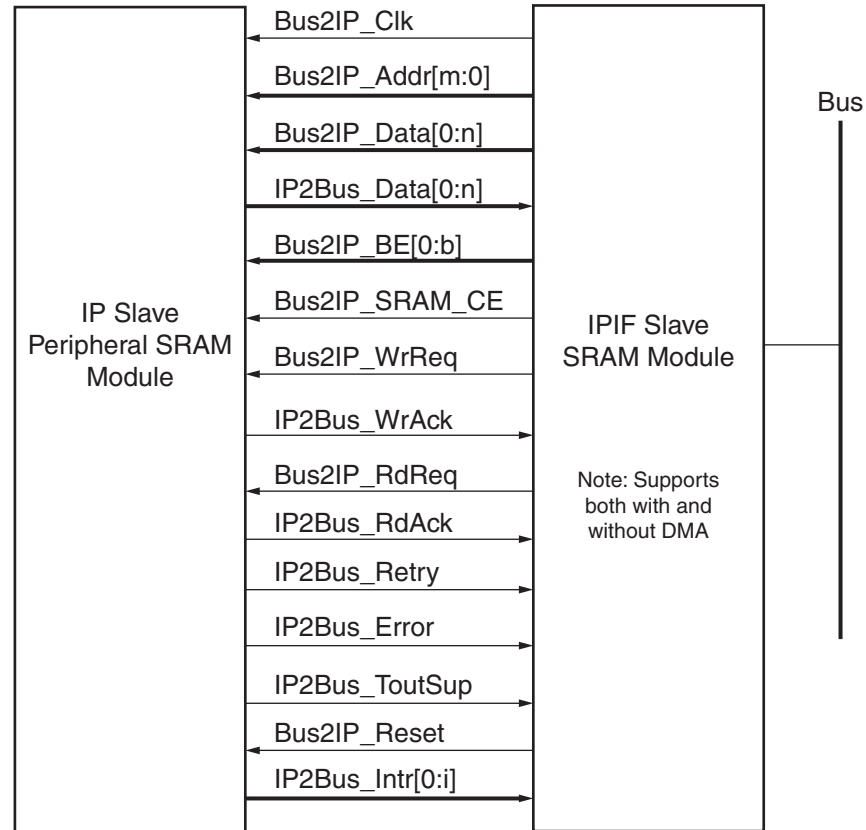 Bus2IP_Clk
Bus2IP_Addr[m:0]
Bus
Bus2IP_Data[0:n]
IP2Bus_Data[0:n]
Bus2IP_BE[0:b]
IP Slave
Peripheral SRAM
Module
Bus2IP_SRAM_CE
IPIF Slave
SRAM Module
Bus2IP_WrReq
IP2Bus_WrAck
Bus2IP_RdReq
Note: Supports
both with and
without DMA
IP2Bus_RdAck
IP2Bus_Retry
IP2Bus_Error
IP2Bus_ToutSup
Bus2IP_Reset
IP2Bus_Intr[0:i]